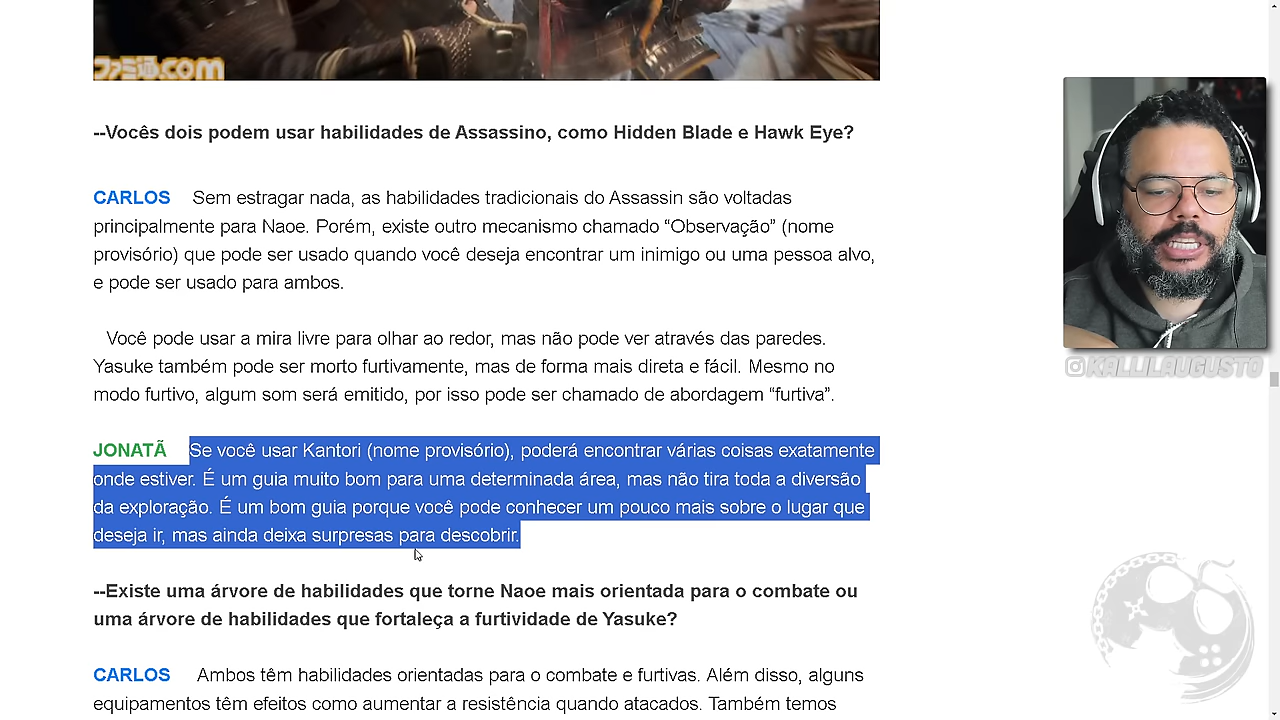 ファミ通.com
--Vocês dois podem usar habilidades de Assassino, como Hidden Blade e Hawk Eye?
CARLOS Sem estragar nada, as habilidades tradicionais do Assassin são voltadas
principalmente para Naoe. Porém, existe outro mecanismo chamado “Observação” (nome
provisório) que pode ser usado quando você deseja encontrar um inimigo ou uma pessoa alvo,
e pode ser usado para ambos.
Você pode usar a mira livre para olhar ao redor, mas não pode ver através das paredes.
Yasuke também pode ser morto furtivamente, mas de forma mais direta e fácil. Mesmo no
modo furtivo, algum som será emitido, por isso pode ser chamado de abordagem “furtiva”.
JONATÃ Se você usar Kantori (nome provisório), poderá encontrar várias coisas exatamente
onde estiver. É um guia muito bom para uma determinada área, mas não tira toda a diversão
da exploração. É um bom guia porque você pode conhecer um pouco mais sobre o lugar que
deseja ir, mas ainda deixa surpresas para descobrir.
--Existe uma árvore de habilidades que torne Naoe mais orientada para o combate ou
uma árvore de habilidades que fortaleça a furtividade de Yasuke?
CARLOS Ambos têm habilidades orientadas para o combate e furtivas. Além disso, alguns
equipamentos têm efeitos como aumentar a resistência quando atacados. Também temos
KALLILAUGUSTO